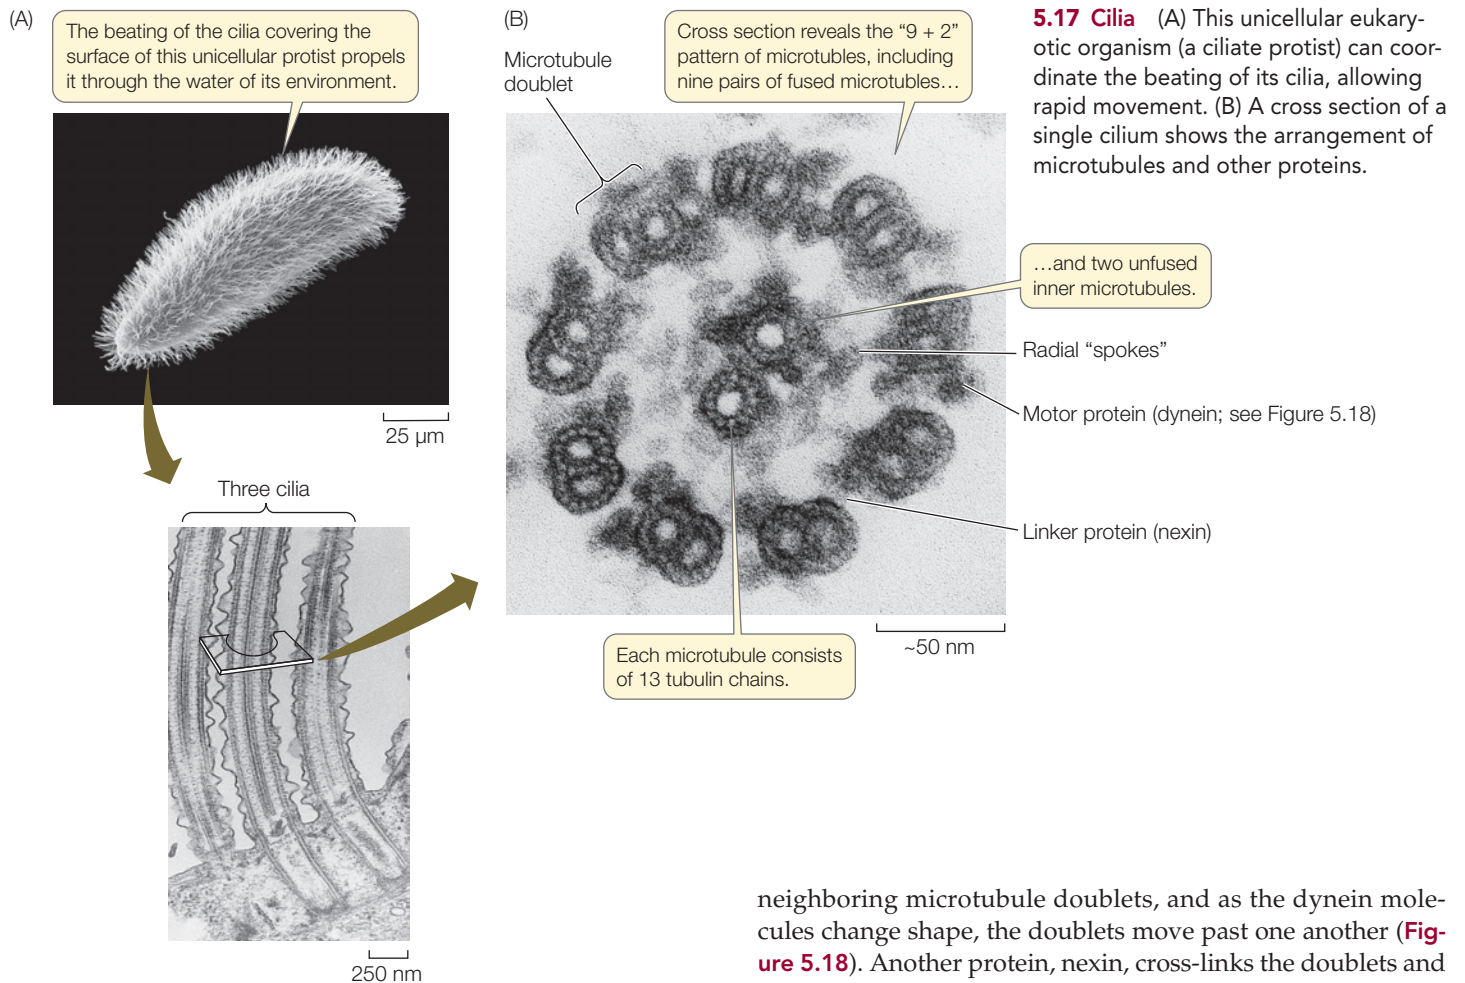 (A)
The beating of the cilia covering the
surface of this unicellular protist propels
it through the water of its environment.
25 µm
Three cilia
250 nm
(B)
Microtubule
doublet
Cross section reveals the “9 + 2”
pattern of microtubles, including
nine pairs of fused microtubles…
…and two unfused
inner microtubules.
Radial “spokes”
Motor protein (dynein; see Figure 5.18)
Linker protein (nexin)
Each microtubule consists
of 13 tubulin chains.
~50 nm
5.17 Cilia (A) This unicellular eukary-
otic organism (a ciliate protist) can coor-
dinate the beating of its cilia, allowing
rapid movement. (B) A cross section of a
single cilium shows the arrangement of
microtubules and other proteins.
neighboring microtubule doublets, and as the dynein mole-
cules change shape, the doublets move past one another (Fig-
ure 5.18). Another protein, nexin, cross-links the doublets and